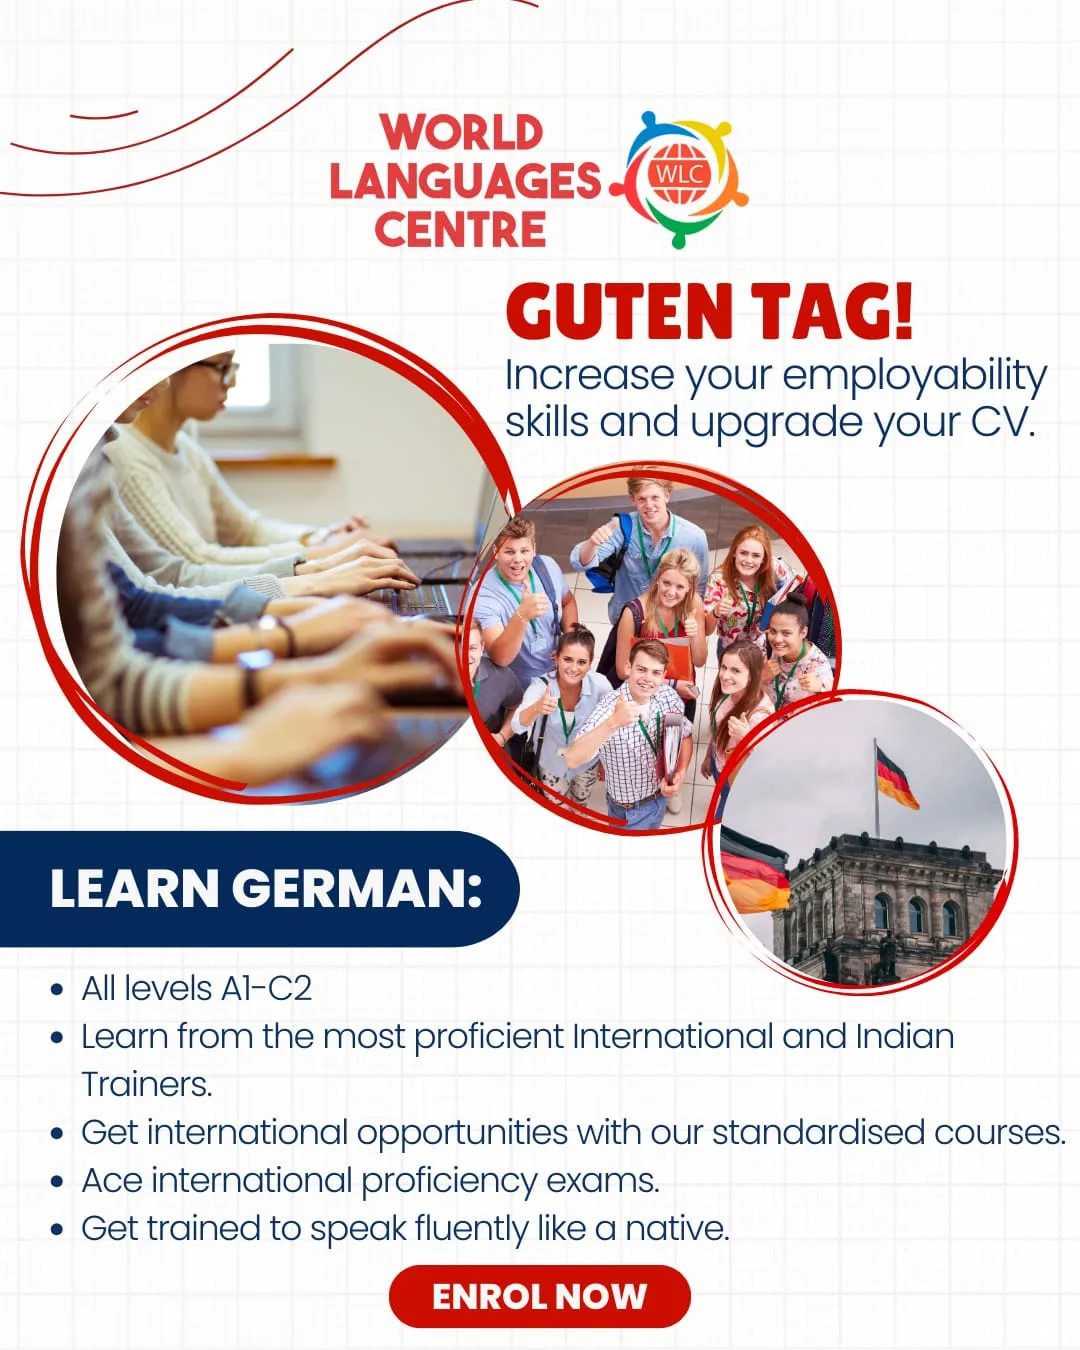 WORLD
LANGUAGES
CENTRE
WLC
GUTEN TAG!
Increase your employability
skills and upgrade your CV.
LEARN GERMAN:
• All levels A1-C2
• Learn from the most proficient International and Indian
Trainers.
• Get international opportunities with our standardised courses.
• Ace international proficiency exams.
• Get trained to speak fluently like a native.
ENROL NOW